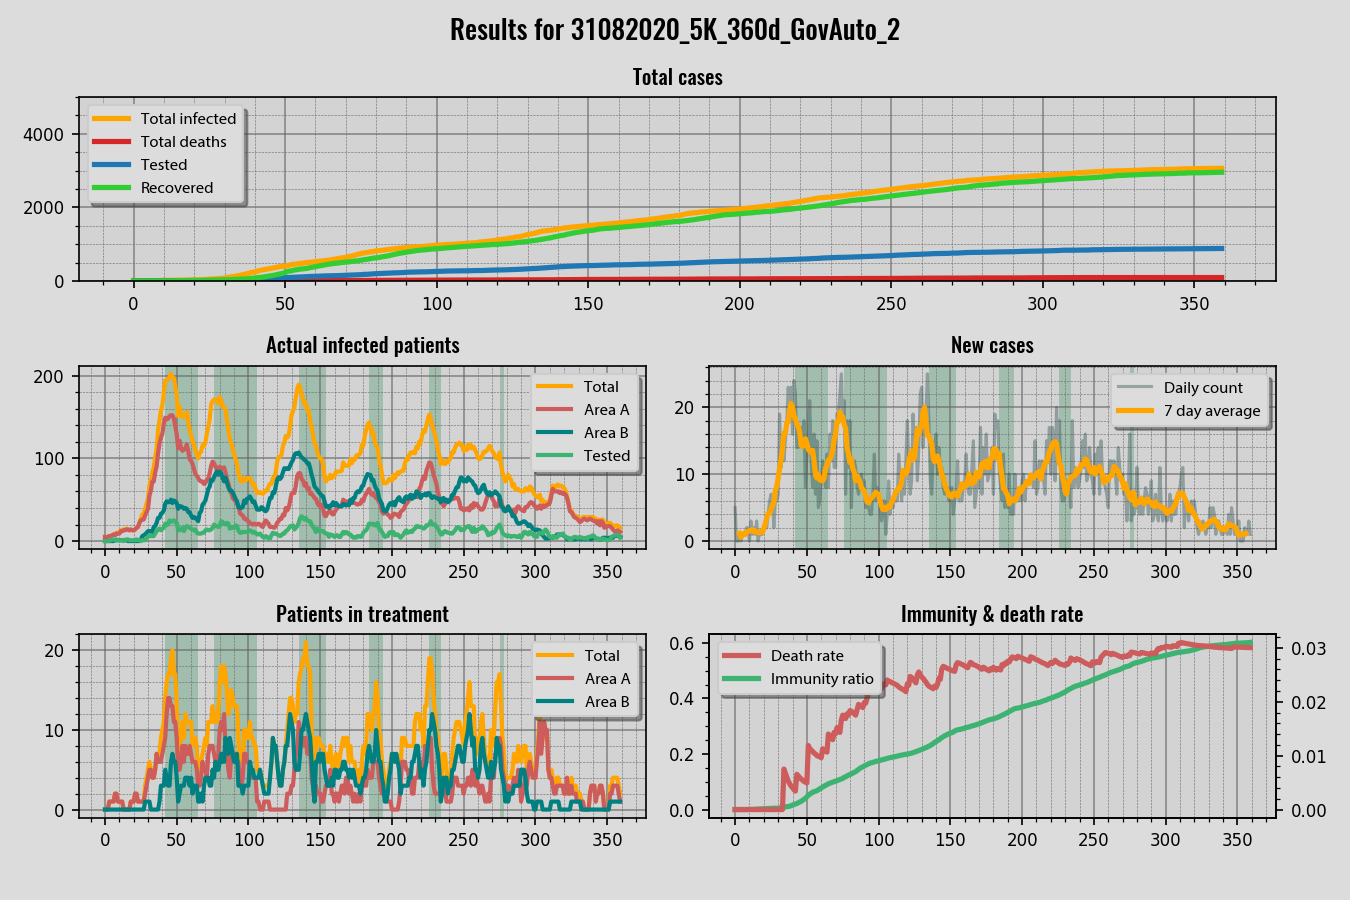 Results for 31082020_5K_360d_GovAuto_2
Total cases
Total infected
Total deaths
Tested
Recovered
4000
2000
0
0 50 100 150 200 250 300 350
Actual infected patients
Total
Area A
Area B
Tested
200
100
0
0 50 100 150 200 250 300 350
New cases
Daily count
7 day average
20
10
0
0 50 100 150 200 250 300 350
Patients in treatment
Total
Area A
Area B
20
10
0
0 50 100 150 200 250 300 350
Immunity & death rate
Death rate
Immunity ratio
0.6
0.4
0.2
0.0
0.03
0.02
0.01
0.00
0 50 100 150 200 250 300 350